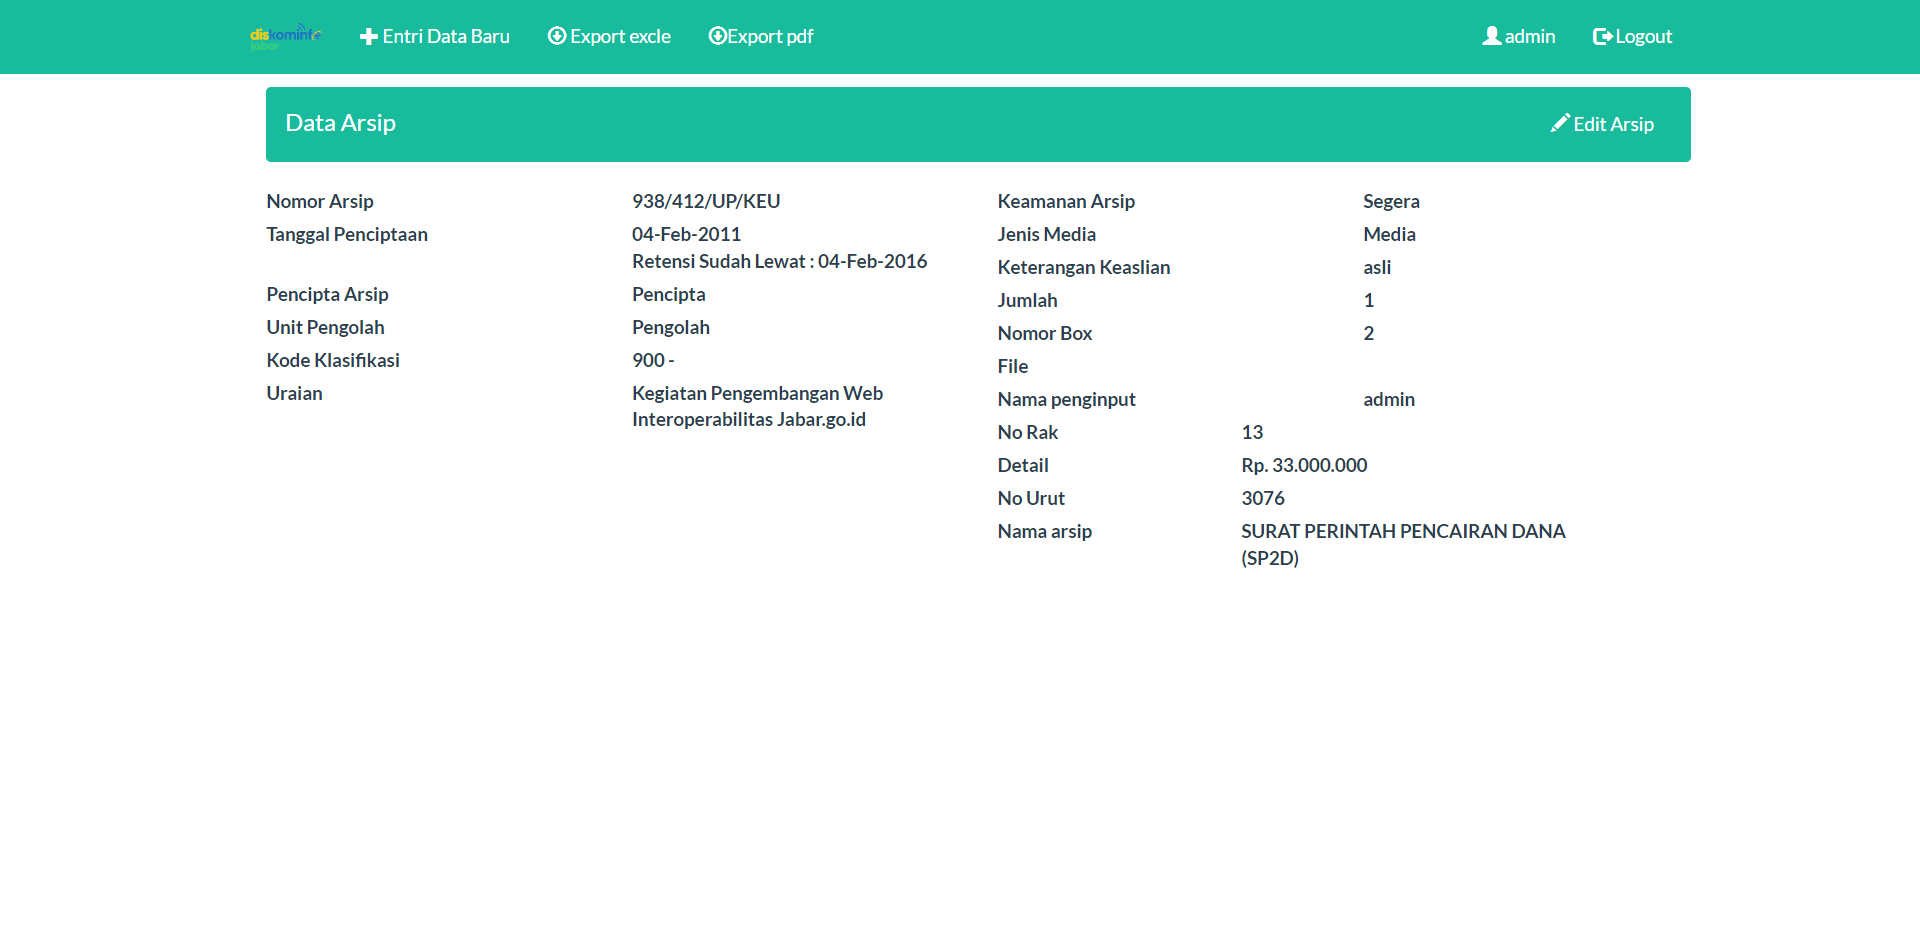 diskominfo
jabar
Entri Data Baru
Export excle
Export pdf
admin
Logout
Data Arsip
Edit Arsip
Nomor Arsip
938/412/UP/KEU
Tanggal Penciptaan
04-Feb-2011
Retensi Sudah Lewat : 04-Feb-2016
Pencipta Arsip
Pencipta
Unit Pengolah
Pengolah
Kode Klasifikasi
900 -
Uraian
Kegiatan Pengembangan Web
Interoperabilitas Jabar.go.id
Keamanan Arsip
Segera
Jenis Media
Media
Keterangan Keaslian
asli
Jumlah
1
Nomor Box
2
File
Nama penginput
admin
No Rak
13
Detail
Rp. 33.000.000
No Urut
3076
Nama arsip
SURAT PERINTAH PENCAIRAN DANA
(SP2D)